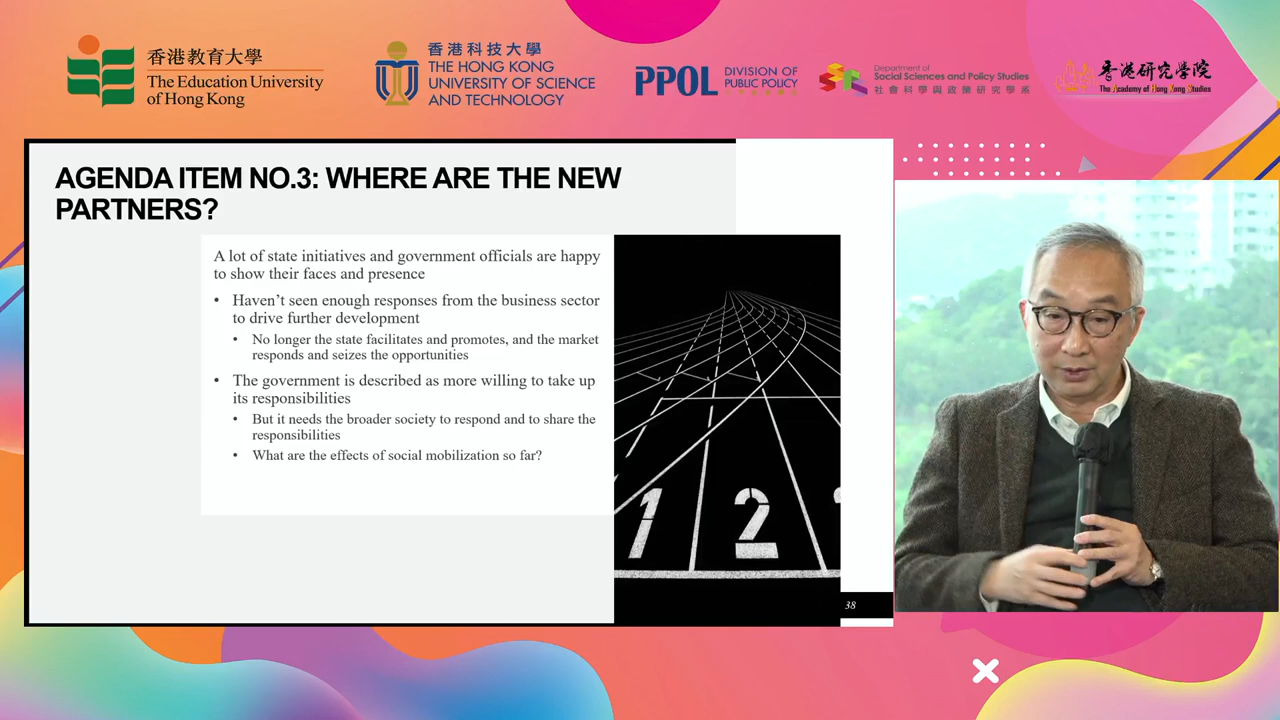 香港教育大學
The Education University
of Hong Kong
香港科技大學
THE HONG KONG
UNIVERSITY OF SCIENCE
AND TECHNOLOGY
PPOL
DIVISION OF
PUBLIC POLICY
Department of
Social Sciences and Policy Studies
社會科學與政策研究學系
香港研究學院
The Academy of Hong Kong Studies
AGENDA ITEM NO.3: WHERE ARE THE NEW
PARTNERS?
A lot of state initiatives and government officials are happy
to show their faces and presence
• Haven’t seen enough responses from the business sector
to drive further development
• No longer the state facilitates and promotes, and the market
responds and seizes the opportunities
• The government is described as more willing to take up
its responsibilities
• But it needs the broader society to respond and to share the
responsibilities
• What are the effects of social mobilization so far?
1 2
38